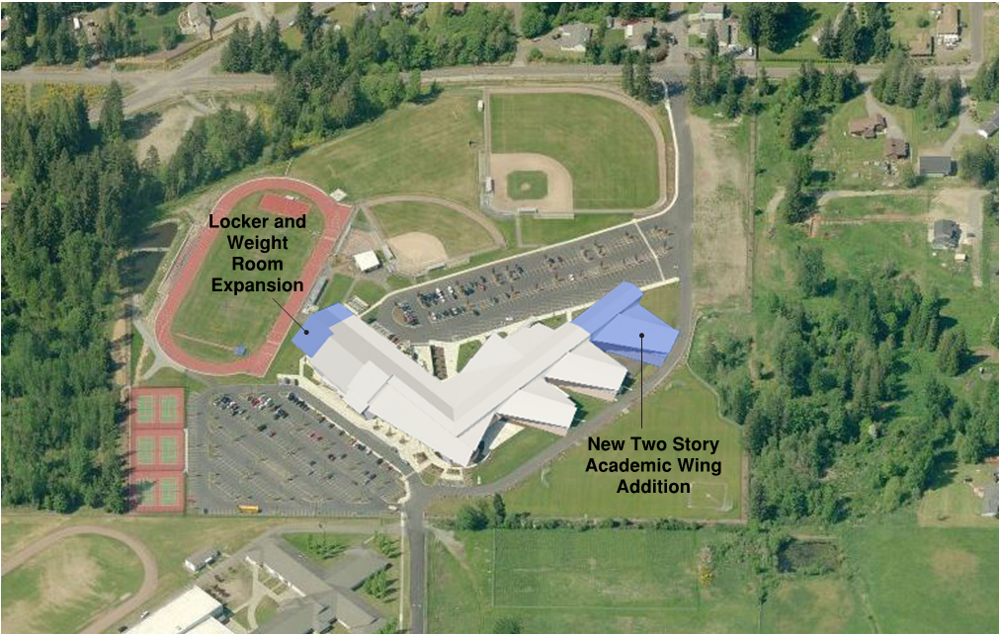 Locker and
Weight
Room
Expansion
New Two Story
Academic Wing
Addition